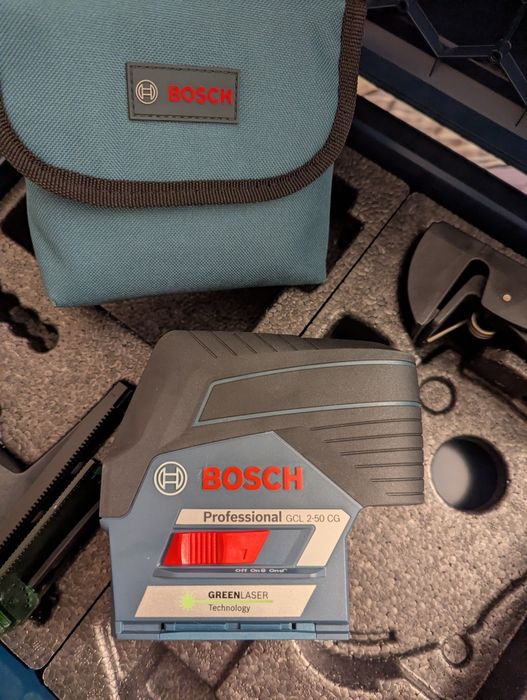 BOSCH
BOSCH
Professional GCL 2-50 CG
Off On On
GREENLASER
Technology